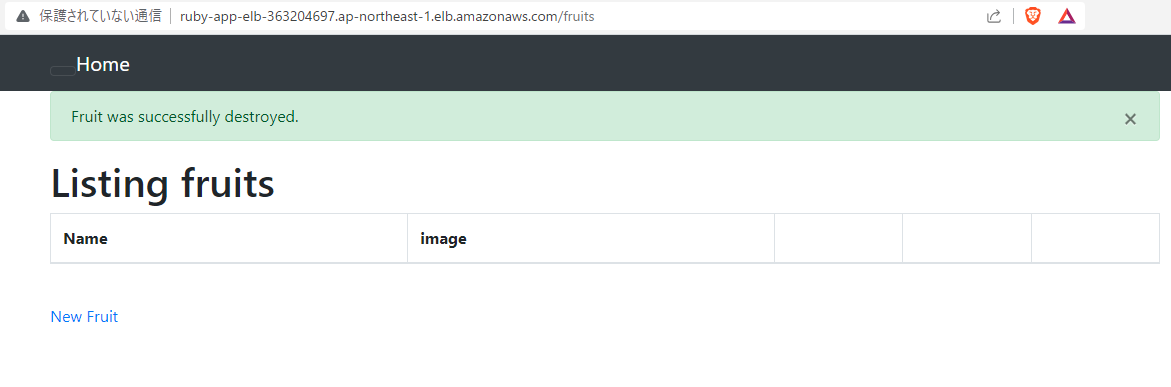 保護されていない通信 ruby-app-elb-363204697.ap-northeast-1.elb.amazonaws.com/fruits
Home
Fruit was successfully destroyed. ×
Listing fruits
Name image
New Fruit